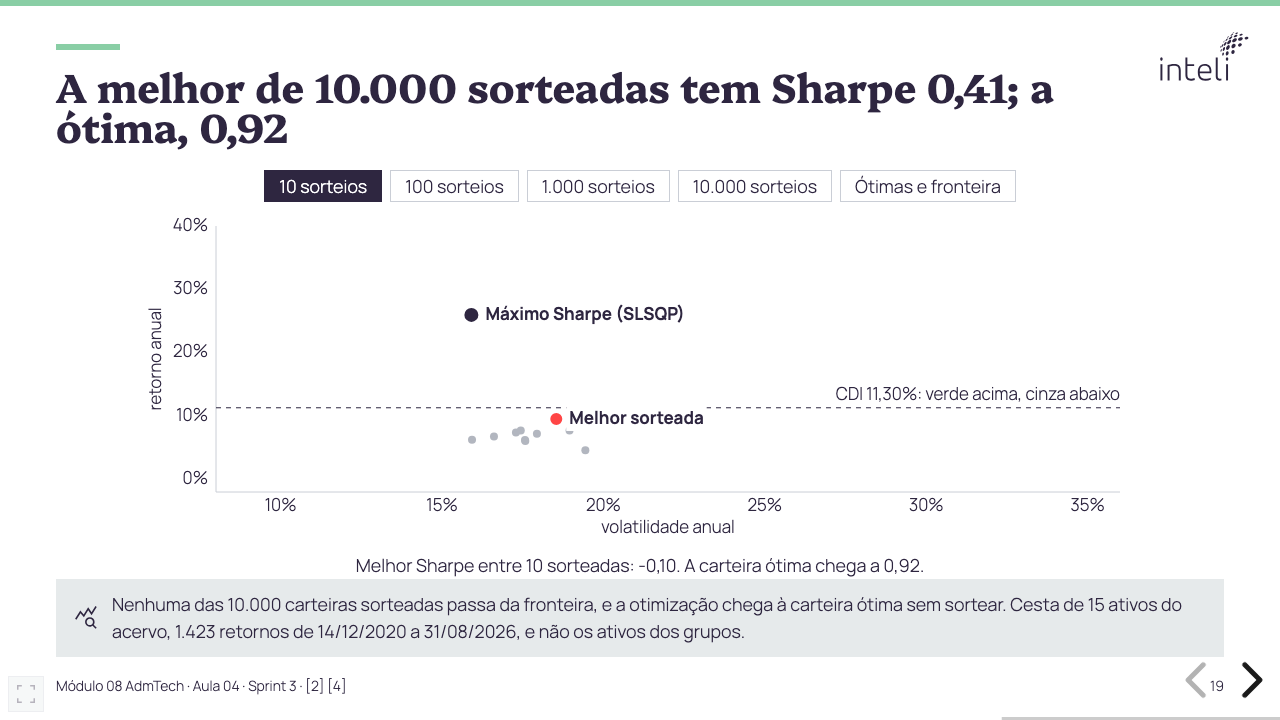 inteli
A melhor de 10.000 sorteadas tem Sharpe 0,41; a
ótima, 0,92
10 sorteios
100 sorteios
1.000 sorteios
10.000 sorteios
Ótimas e fronteira
40%
30%
20%
10%
0%
retorno anual
Máximo Sharpe (SLSQP)
CDI 11,30%: verde acima, cinza abaixo
Melhor sorteada
10%
15%
20%
25%
30%
35%
volatilidade anual
Melhor Sharpe entre 10 sorteadas: -0,10. A carteira ótima chega a 0,92.
Nenhuma das 10.000 carteiras sorteadas passa da fronteira, e a otimização chega à carteira ótima sem sortear. Cesta de 15 ativos do
acervo, 1.423 retornos de 14/12/2020 a 31/08/2026, e não os ativos dos grupos.
Módulo 08 AdmTech · Aula 04 · Sprint 3 · [2] [4]
19